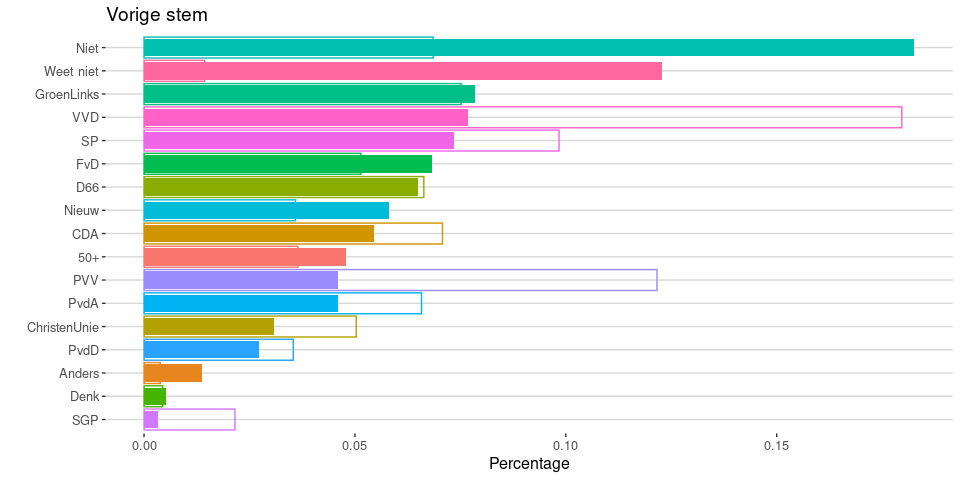 Vorige stem
Niet
Weet niet
GroenLinks
VVD
SP
FvD
D66
Nieuw
CDA
50+
PVV
PvdA
ChristenUnie
PvdD
Anders
Denk
SGP
0.00 0.05 0.10 0.15
Percentage